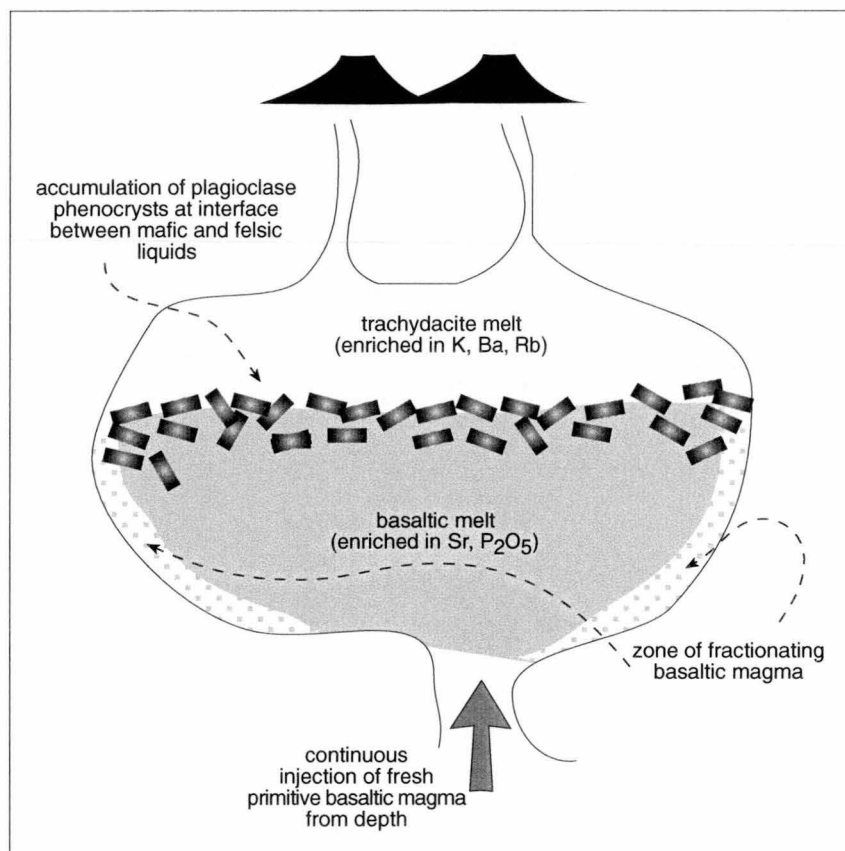 accumulation of plagioclase
phenocrysts at interface
between mafic and felsic
liquids
trachydacite melt
(enriched in K, Ba, Rb)
basaltic melt
(enriched in Sr, P₂O₅)
zone of fractionating
basaltic magma
continuous
injection of fresh
primitive basaltic magma
from depth